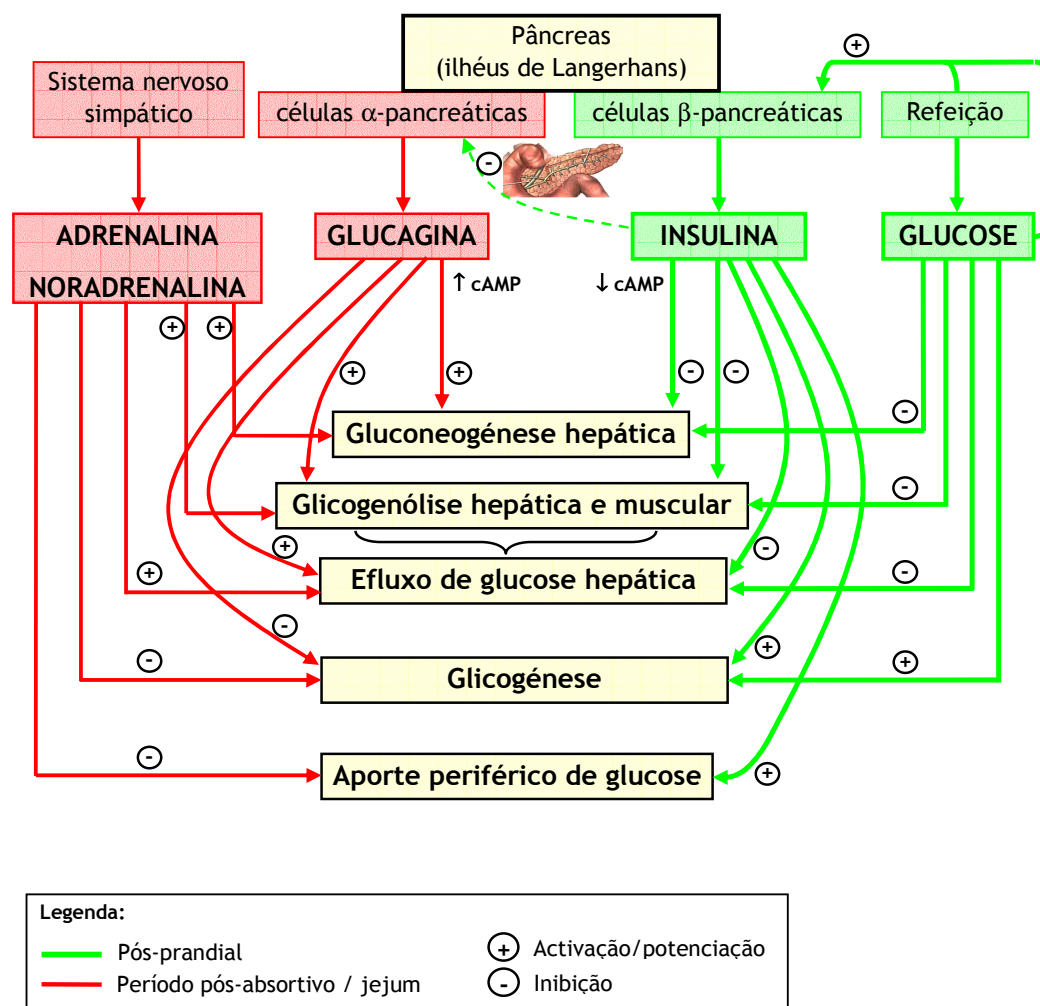 Pâncreas
(ilhéus de Langerhans)
+
Sistema nervoso
simpático
células α-pancreáticas
células β-pancreáticas
Refeição
-
ADRENALINA
NORADRENALINA
GLUCAGINA
INSULINA
GLUCOSE
↑ cAMP
↓ cAMP
+
+
+
+
-
-
-
Gluconeogénese hepática
Glicogenólise hepática e muscular
-
+
+
-
-
Efluxo de glucose hepática
-
-
+
+
Glicogénese
-
+
Aporte periférico de glucose
Legenda:
Pós-prandial
+ Activação/potenciação
Período pós-absortivo / jejum
- Inibição